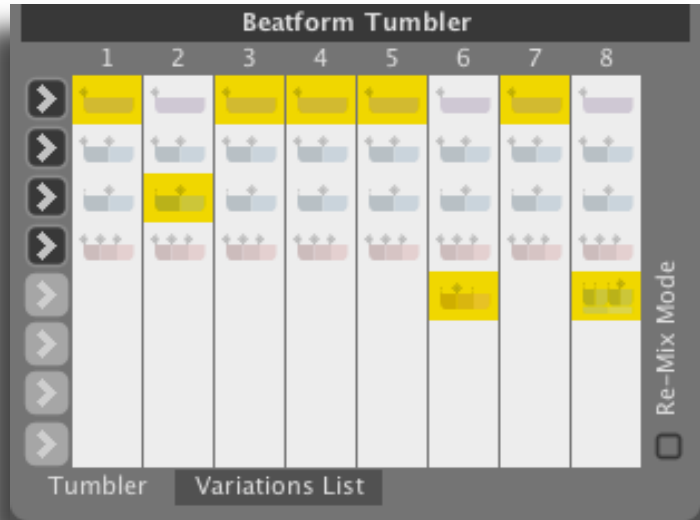 Beatform Tumbler
1 2 3 4 5 6 7 8
Re-Mix Mode
Tumbler Variations List